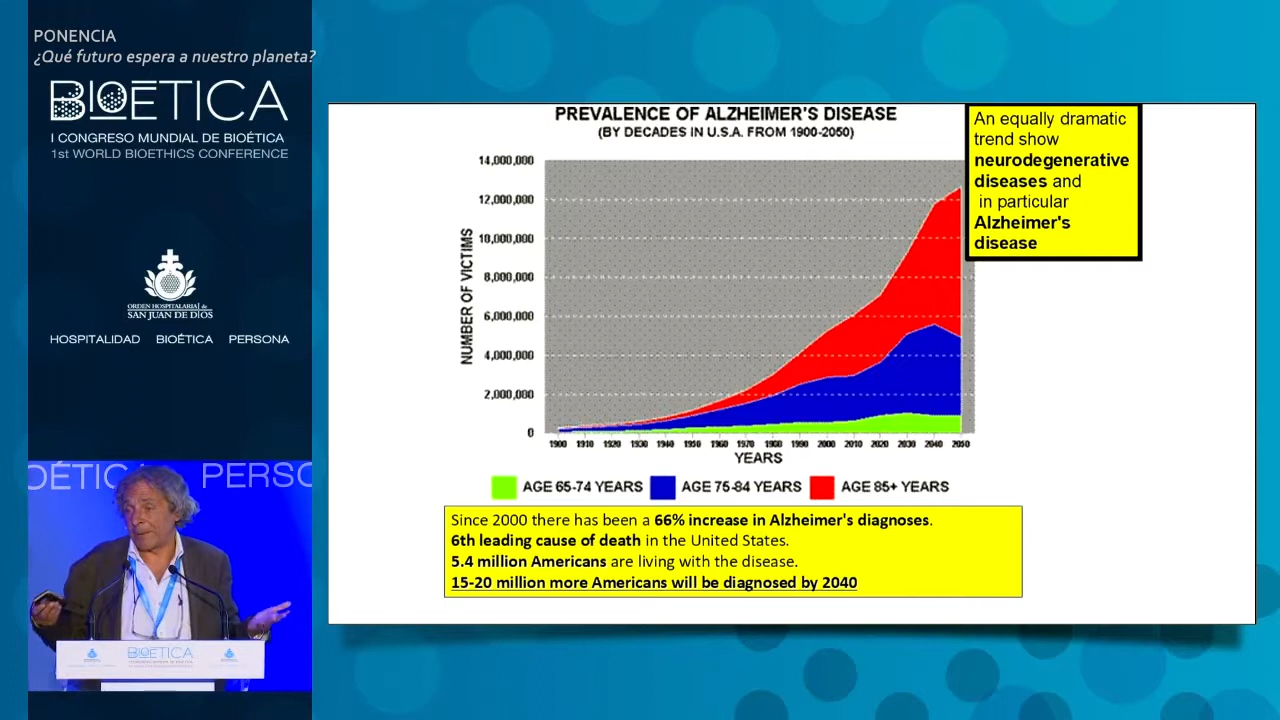 PONENCIA
¿Qué futuro espera a nuestro planeta?
BIOETICA
I CONGRESO MUNDIAL DE BIOÉTICA
1st WORLD BIOETHICS CONFERENCE
ORDEN HOSPITALARIA de
SAN JUAN DE DIOS
HOSPITALIDAD BIOÉTICA PERSONA
OÉTIC PERSO
BIOETICA
PREVALENCE OF ALZHEIMER'S DISEASE
(BY DECADES IN U.S.A. FROM 1900-2050)
NUMBER OF VICTIMS
14,000,000
12,000,000
10,000,000
8,000,000
6,000,000
4,000,000
2,000,000
0
1900 1910 1920 1930 1940 1950 1960 1970 1980 1990 2000 2010 2020 2030 2040 2050
YEARS
AGE 65-74 YEARS AGE 75-84 YEARS AGE 85+ YEARS
An equally dramatic
trend show
neurodegenerative
diseases and
in particular
Alzheimer's
disease
Since 2000 there has been a 66% increase in Alzheimer's diagnoses.
6th leading cause of death in the United States.
5.4 million Americans are living with the disease.
15-20 million more Americans will be diagnosed by 2040